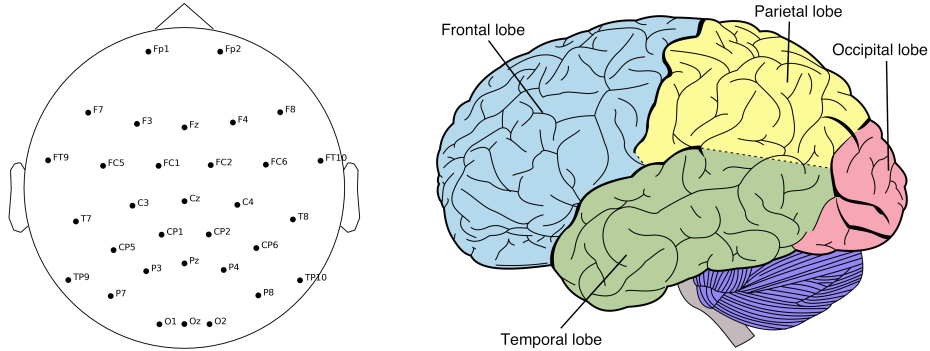 Fp1 Fp2
F7 F8
F3 Fz F4
FT9 FC5 FC1 FC2 FC6 FT10
C3 Cz C4
T7 T8
CP1 CP2
CP5 CP6
P3 Pz P4
TP9 TP10
P7 P8
O1 Oz O2
Frontal lobe
Parietal lobe
Occipital lobe
Temporal lobe